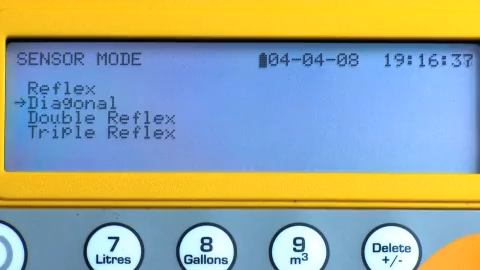 SENSOR MODE 04-04-08 19:16:37
Reflex
→Diagonal
Double Reflex
Triple Reflex
7 Litres
8 Gallons
9 m³
Delete +/-